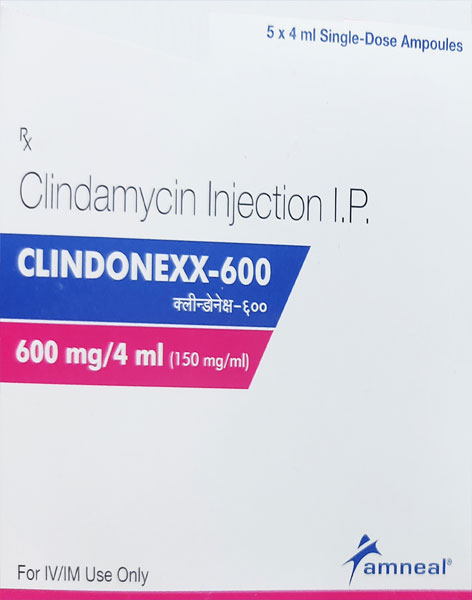 5 x 4 ml Single-Dose Ampoules
Rx
Clindamycin Injection I.P.
CLINDONEXX-600
क्लीन्डोनेक्ष-६००
600 mg/4 ml (150 mg/ml)
For IV/IM Use Only
amneal®